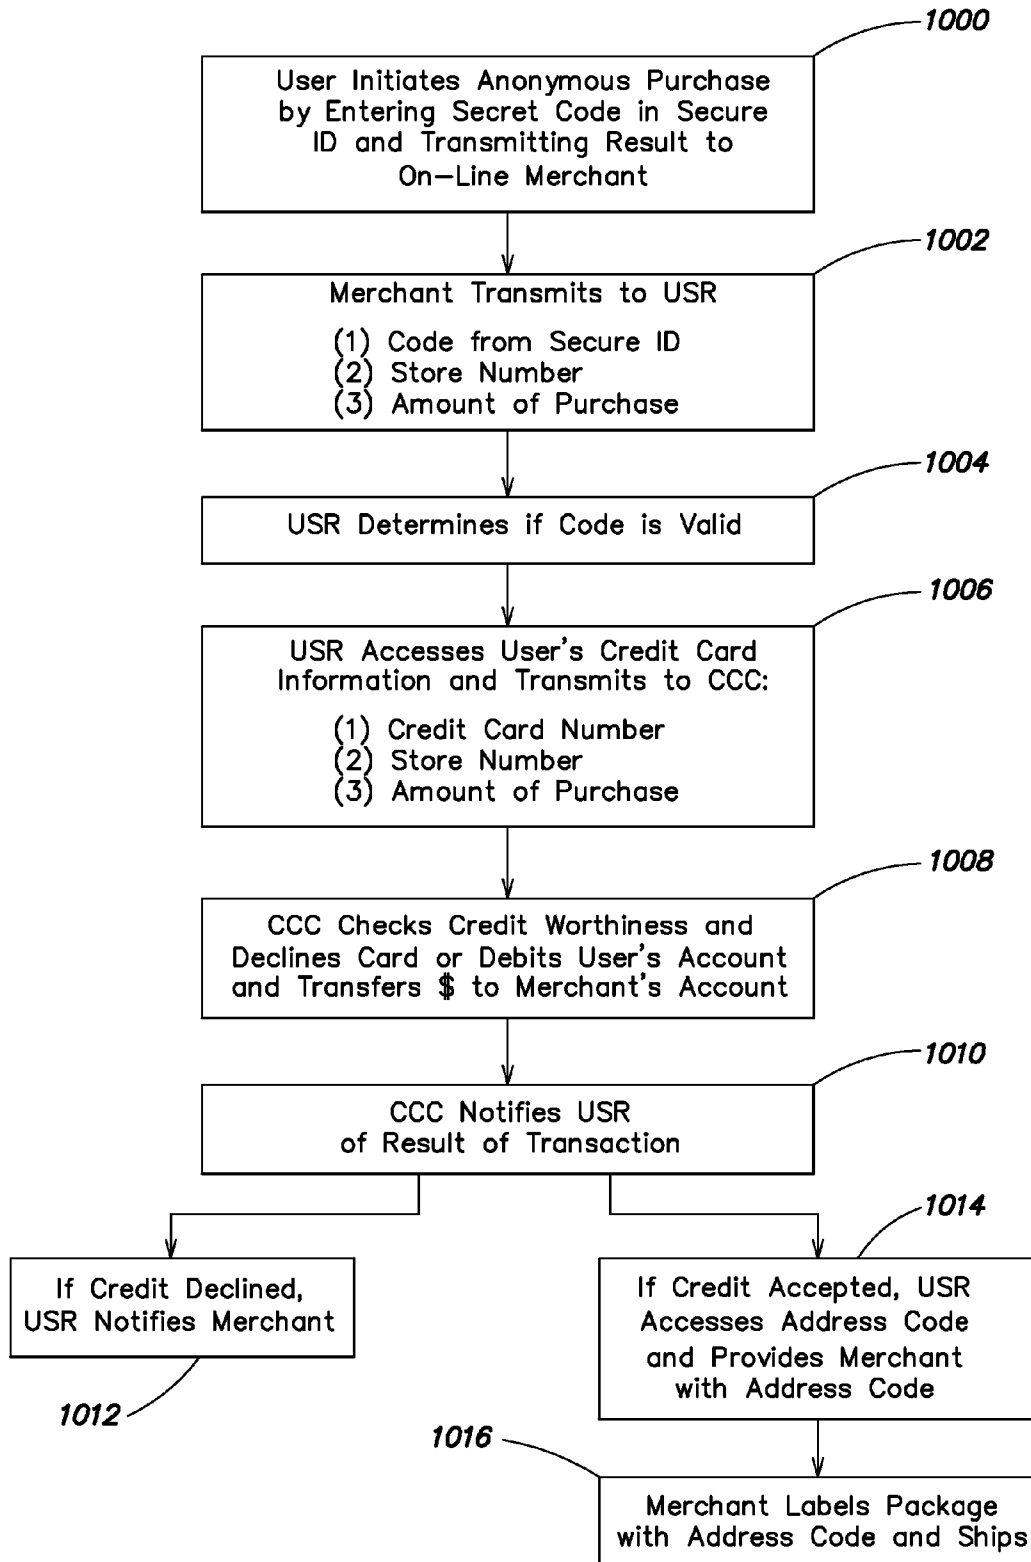 1000
User Initiates Anonymous Purchase
by Entering Secret Code in Secure
ID and Transmitting Result to
On-Line Merchant
1002
Merchant Transmits to USR
(1) Code from Secure ID
(2) Store Number
(3) Amount of Purchase
1004
USR Determines if Code is Valid
1006
USR Accesses User's Credit Card
Information and Transmits to CCC:
(1) Credit Card Number
(2) Store Number
(3) Amount of Purchase
1008
CCC Checks Credit Worthiness and
Declines Card or Debits User's Account
and Transfers $ to Merchant's Account
1010
CCC Notifies USR
of Result of Transaction
1014
If Credit Declined,
USR Notifies Merchant
1012
If Credit Accepted, USR
Accesses Address Code
and Provides Merchant
with Address Code
1016
Merchant Labels Package
with Address Code and Ships